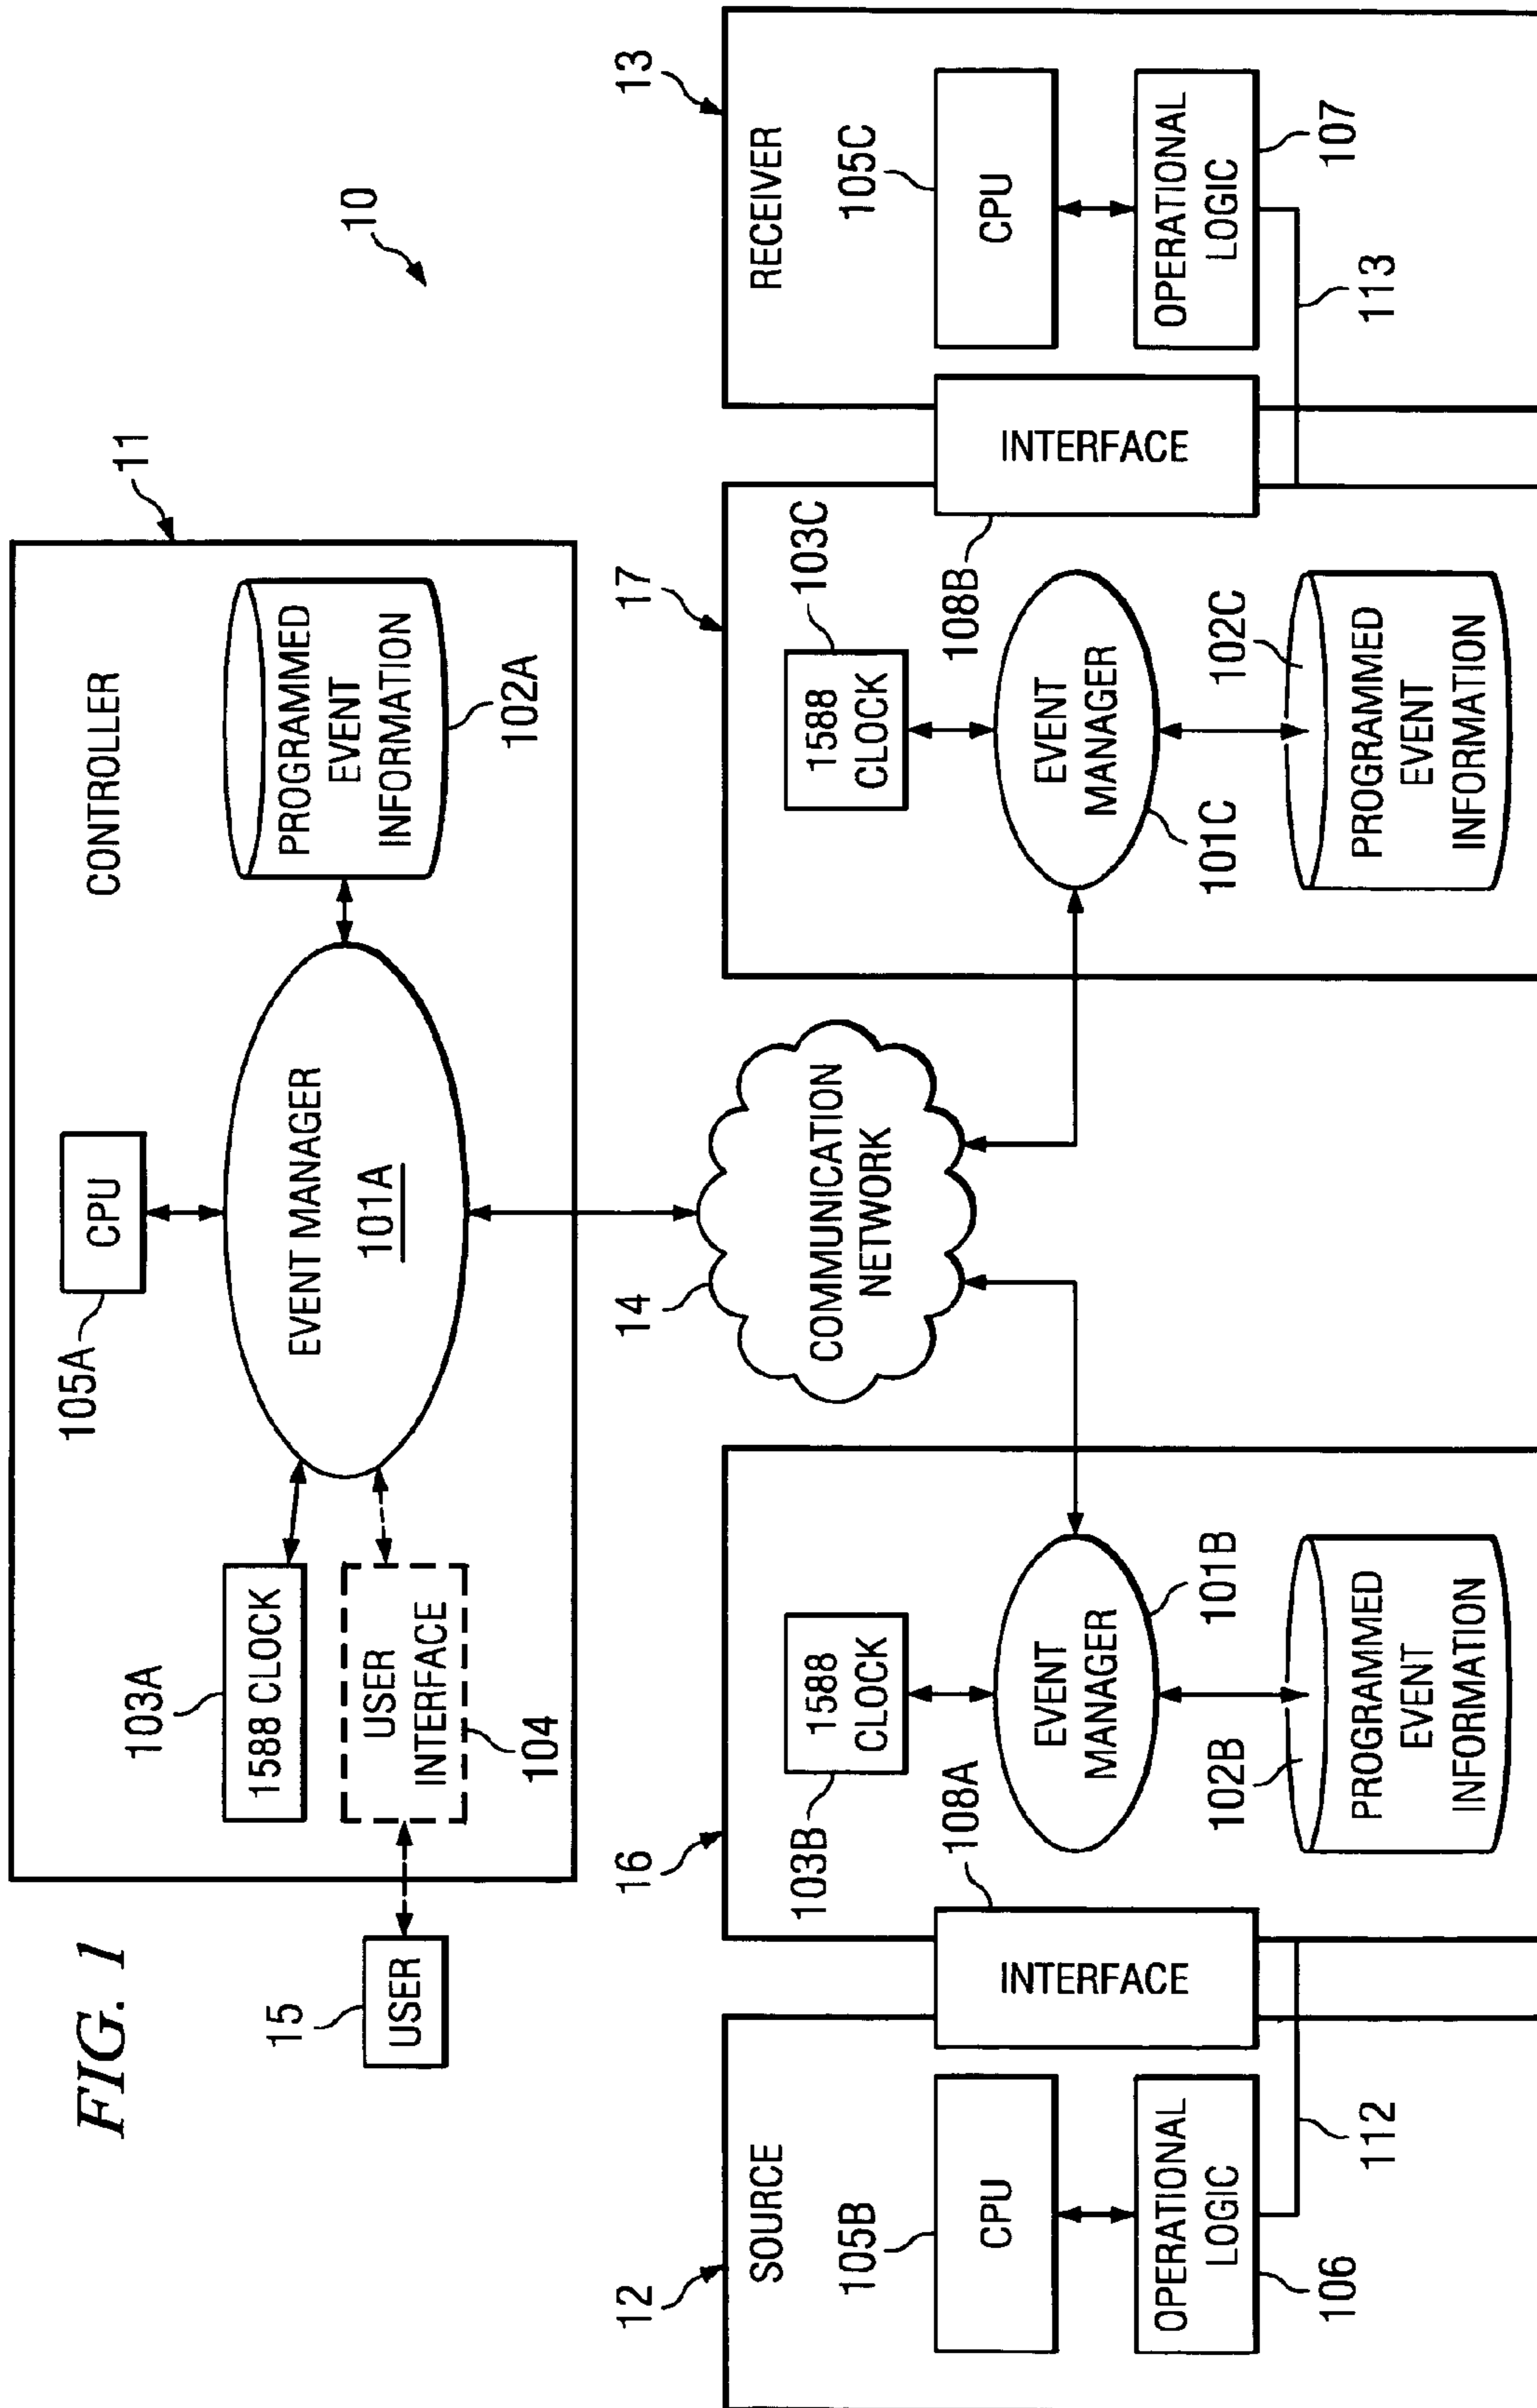 FIG. 1
10
11
CONTROLLER
105A
CPU
103A
1588 CLOCK
EVENT MANAGER
101A
PROGRAMMED
EVENT
INFORMATION
102A
15
USER
USER
INTERFACE
104
14
COMMUNICATION
NETWORK
12
SOURCE
105B
CPU
OPERATIONAL
LOGIC
106
112
INTERFACE
108A
16
103B
1588
CLOCK
EVENT
MANAGER
101B
102B
PROGRAMMED
EVENT
INFORMATION
17
103C
1588
CLOCK
EVENT
MANAGER
101C
102C
PROGRAMMED
EVENT
INFORMATION
108B
INTERFACE
13
RECEIVER
105C
CPU
OPERATIONAL
LOGIC
107
113